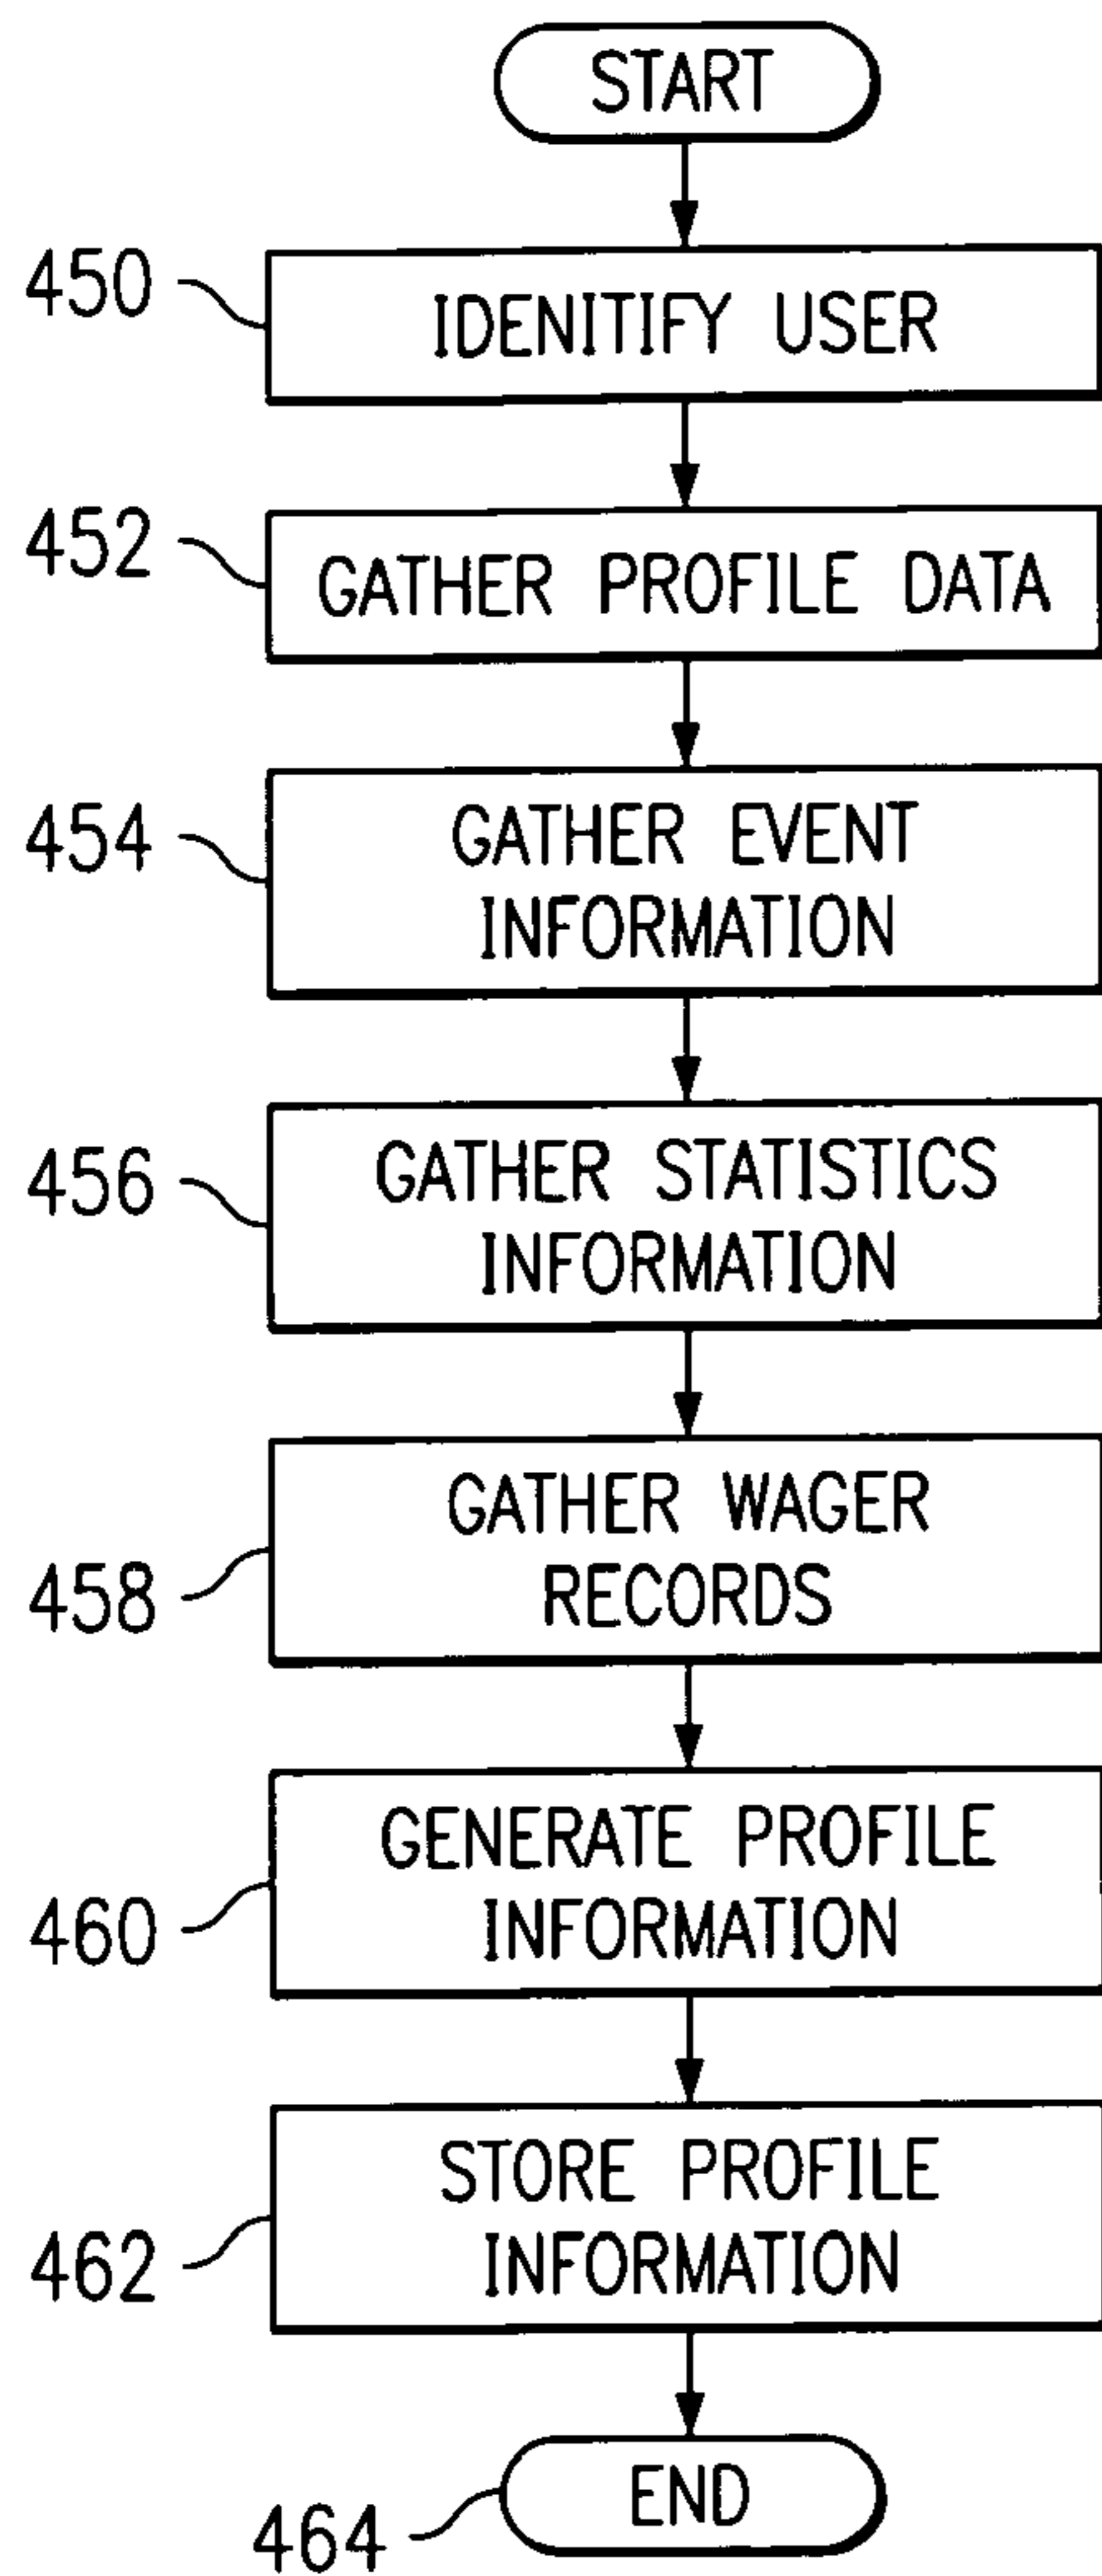 START
450
IDENITIFY USER
452
GATHER PROFILE DATA
454
GATHER EVENT
INFORMATION
456
GATHER STATISTICS
INFORMATION
458
GATHER WAGER
RECORDS
460
GENERATE PROFILE
INFORMATION
462
STORE PROFILE
INFORMATION
464
END